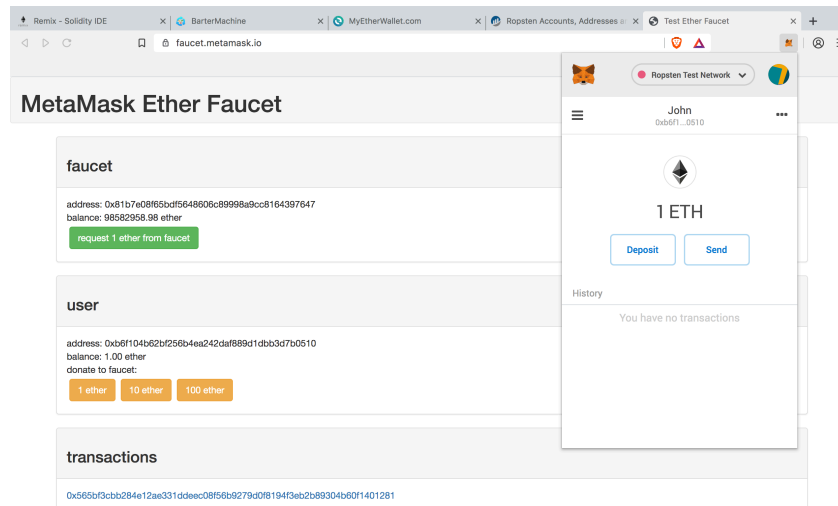 Remix - Solidity IDE
BarterMachine
MyEtherWallet.com
Ropsten Accounts, Addresses a
Test Ether Faucet
faucet.metamask.io
MetaMask Ether Faucet
faucet
address: 0x81b7e08f65bdf5648606c89998a9cc8164397647
balance: 98582958.98 ether
request 1 ether from faucet
user
address: 0xb6f104b62bf256b4ea242daf889d1dbb3d7b0510
balance: 1.00 ether
donate to faucet:
1 ether
10 ether
100 ether
transactions
0x565bf3cbb284e12ae331ddeec08f56b9279d0f8194f3eb2b89304b60f1401281
Ropsten Test Network
John
0xb6f1...0510
1 ETH
Deposit
Send
History
You have no transactions